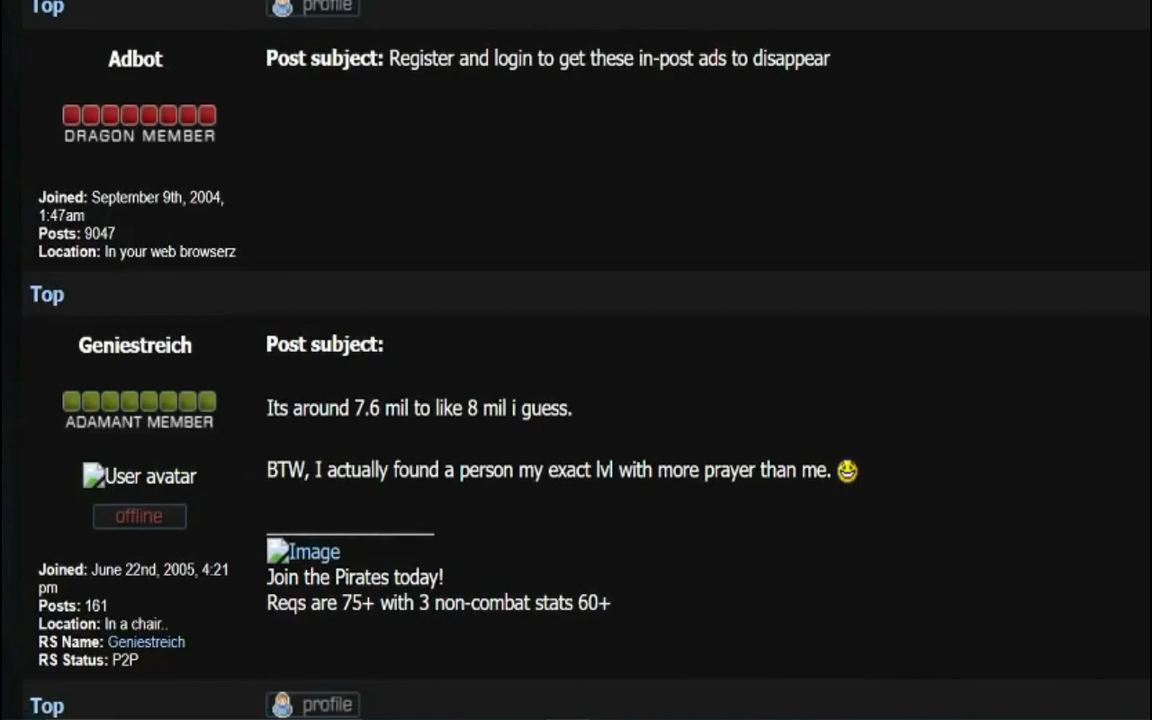 Top
profile
Adbot
Post subject: Register and login to get these in-post ads to disappear
DRAGON MEMBER
Joined: September 9th, 2004,
1:47am
Posts: 9047
Location: In your web browserz
Top
Geniestreich
Post subject:
ADAMANT MEMBER
Its around 7.6 mil to like 8 mil i guess.
User avatar
BTW, I actually found a person my exact lvl with more prayer than me.
offline
Image
Join the Pirates today!
Reqs are 75+ with 3 non-combat stats 60+
Joined: June 22nd, 2005, 4:21
pm
Posts: 161
Location: In a chair..
RS Name: Geniestreich
RS Status: P2P
Top
profile